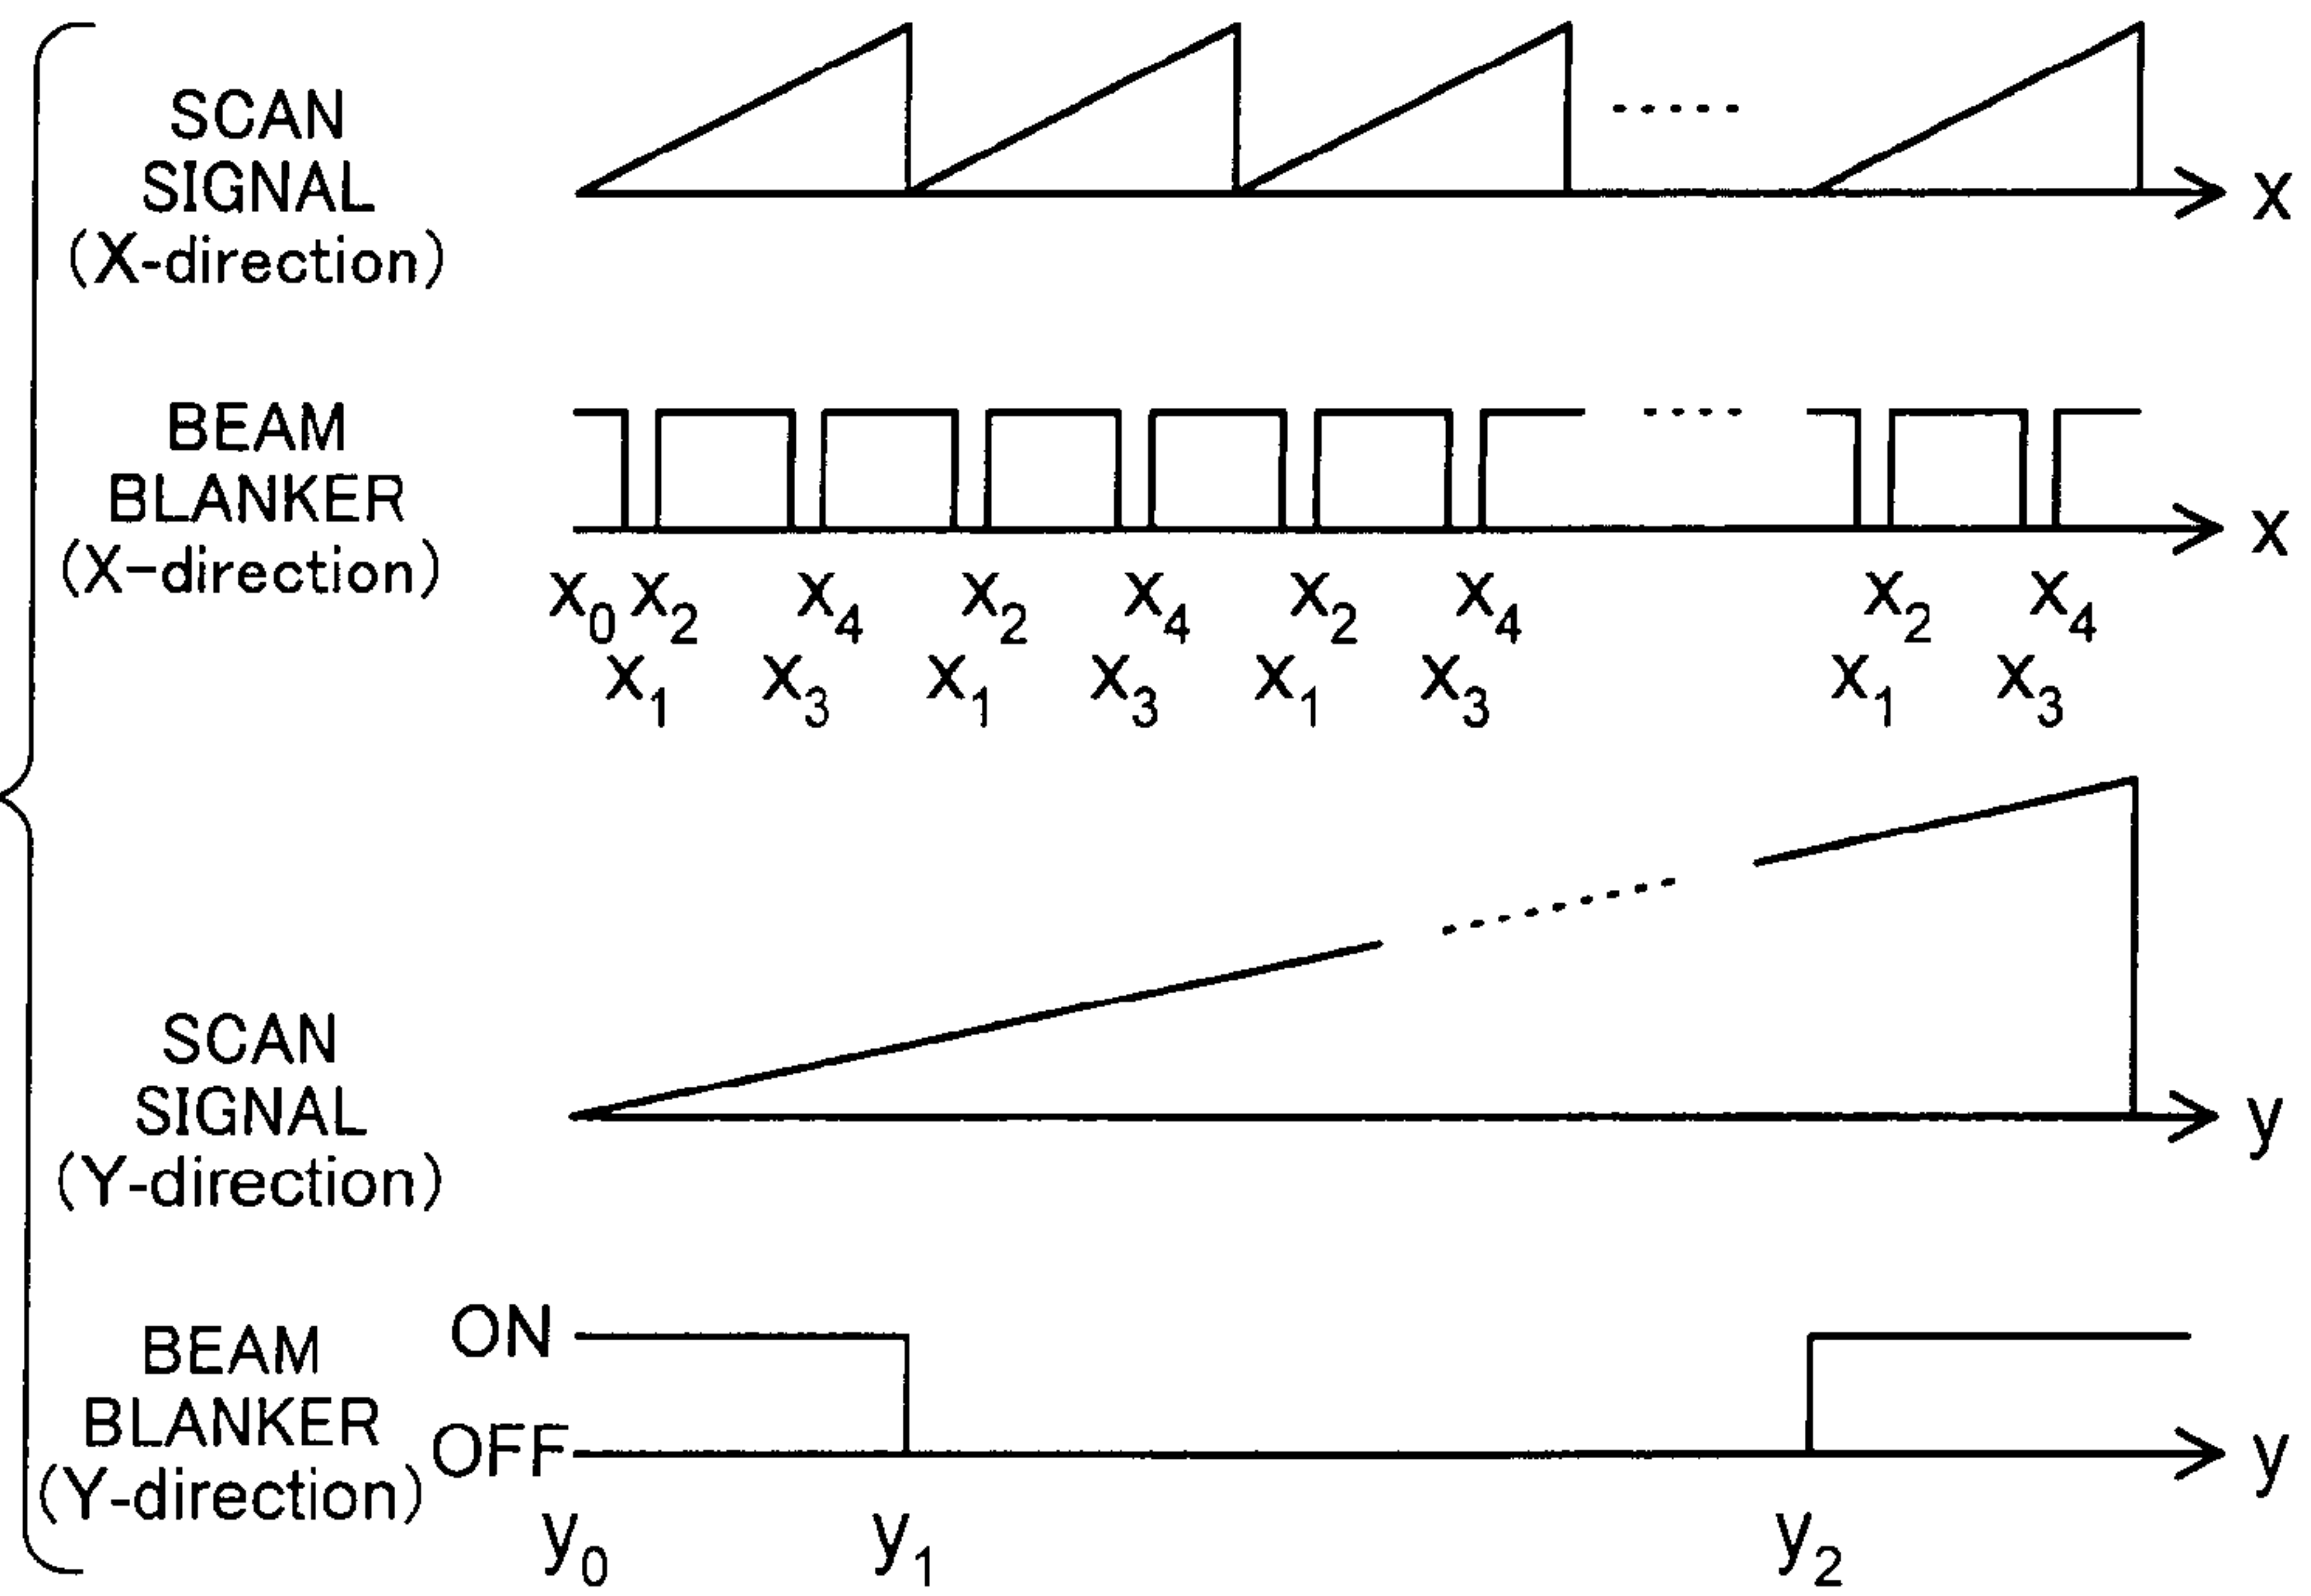 SCAN
SIGNAL
(X-direction)
x
BEAM
BLANKER
(X-direction)
x
x0 x2 x4 x2 x4 x2 x4 x2 x4
x1 x3 x1 x3 x1 x3 x1 x3
SCAN
SIGNAL
(Y-direction)
y
BEAM
BLANKER
(Y-direction)
ON
OFF
y
y0 y1 y2